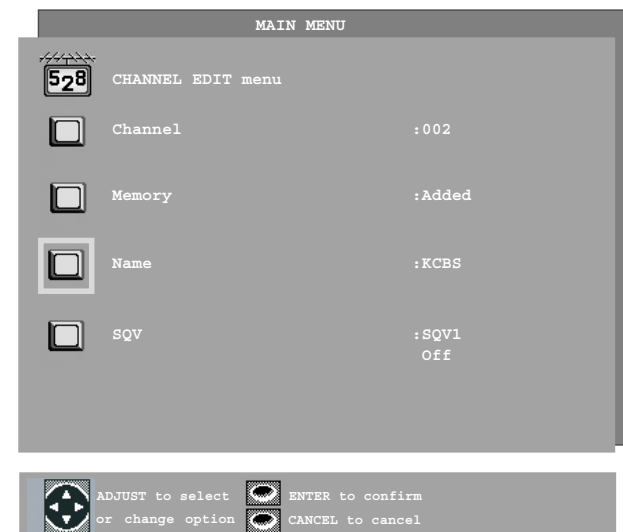 MAIN MENU
528
CHANNEL EDIT menu
Channel :002
Memory :Added
Name :KCBS
SQV :SQV1
Off
ADJUST to select ENTER to confirm
or change option CANCEL to cancel